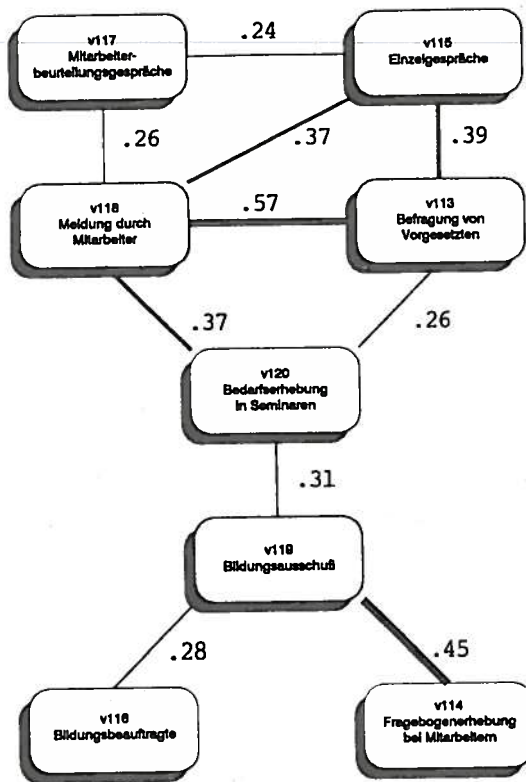 v117
Mitarbeiter-
beurteilungsgespräche
.24
v115
Einzelgespräche
.26
.37
.39
v118
Meldung durch
Mitarbeiter
.57
v113
Befragung von
Vorgesetzten
.37
.26
v120
Bedarfserhebung
in Seminaren
.31
v119
Bildungsausschuß
.28
.45
v116
Bildungsbeauftragte
v114
Fragebogenerhebung
bei Mitarbeitern